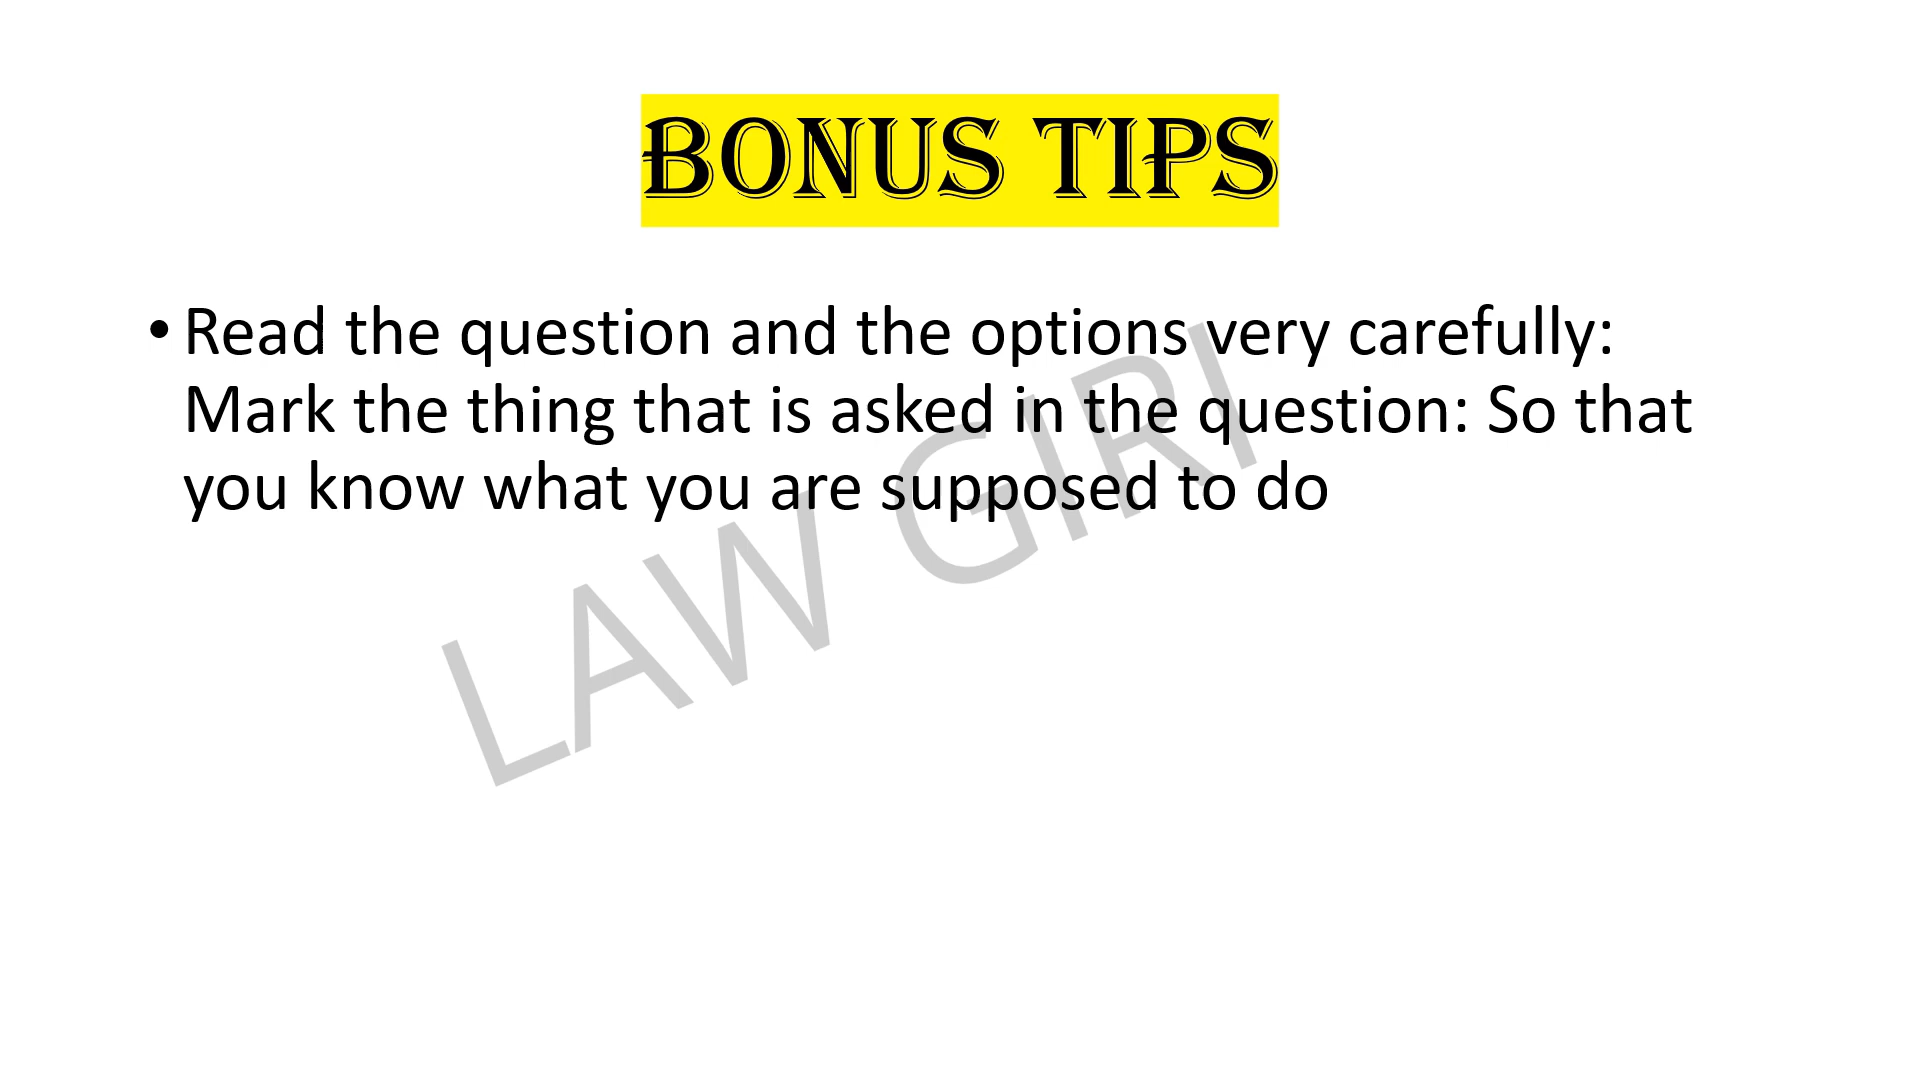 BONUS TIPS
• Read the question and the options very carefully:
Mark the thing that is asked in the question: So that
you know what you are supposed to do
LAW GIRI